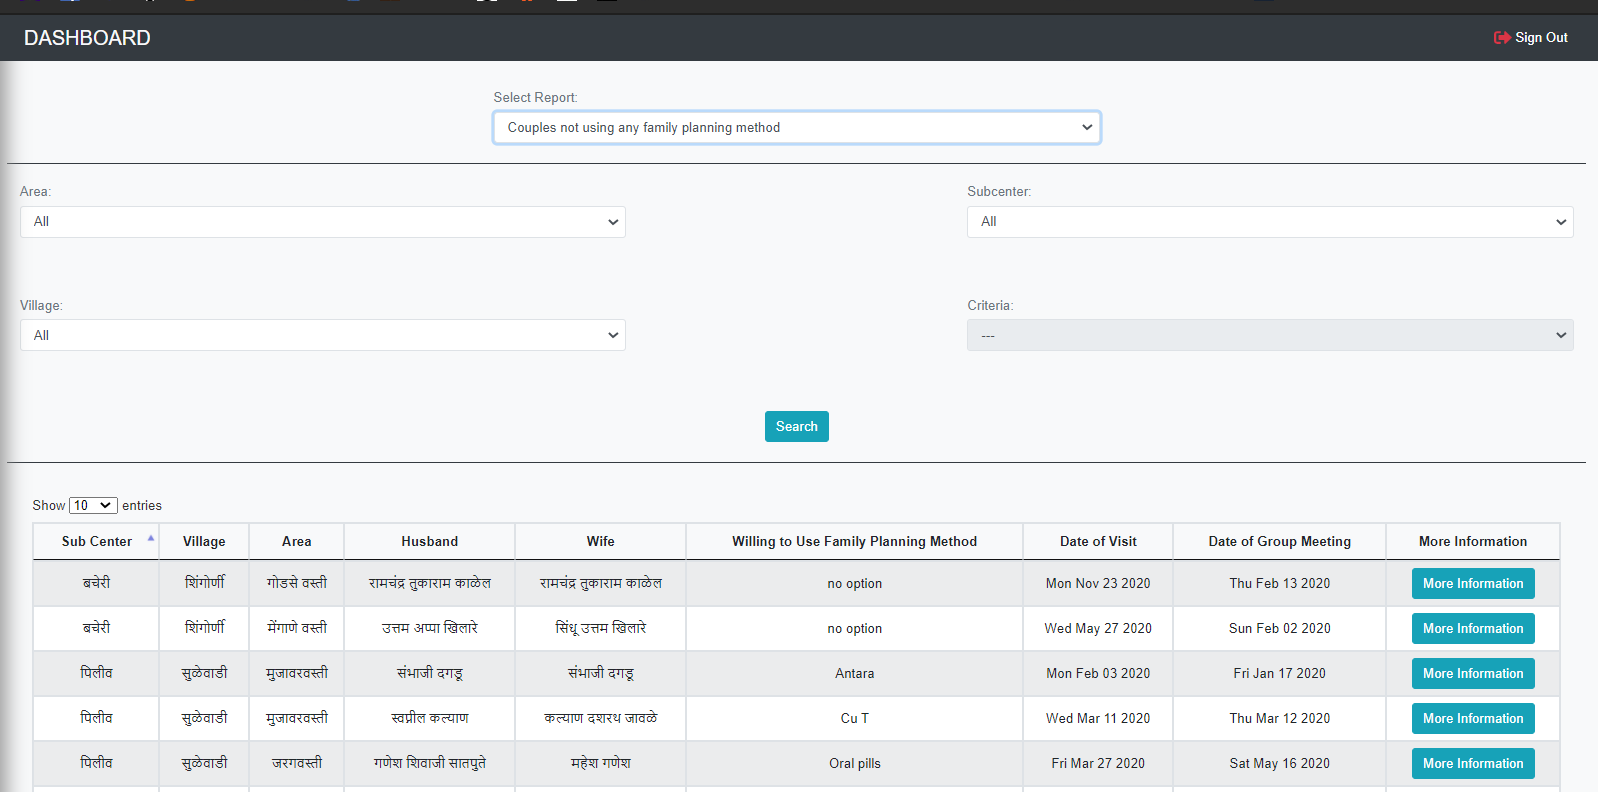 DASHBOARD
Sign Out
Select Report:
Couples not using any family planning method
Area:
Subcenter:
All
All
Village:
Criteria:
All
---
Search
Show 10 entries
Sub Center Village Area Husband Wife Willing to Use Family Planning Method Date of Visit Date of Group Meeting More Information
बचेरी शिंगोर्णी गोडसे वस्ती रामचंद्र तुकाराम काळेल रामचंद्र तुकाराम काळेल no option Mon Nov 23 2020 Thu Feb 13 2020 More Information
बचेरी शिंगोर्णी मेंगाणे वस्ती उत्तम अप्पा खिलारे सिंधू उत्तम खिलारे no option Wed May 27 2020 Sun Feb 02 2020 More Information
पिलीव सुळेवाडी मुजावरवस्ती संभाजी दगडू संभाजी दगडू Antara Mon Feb 03 2020 Fri Jan 17 2020 More Information
पिलीव सुळेवाडी मुजावरवस्ती स्वप्नील कल्याण कल्याण दशरथ जावळे Cu T Wed Mar 11 2020 Thu Mar 12 2020 More Information
पिलीव सुळेवाडी जरगवस्ती गणेश शिवाजी सातपुते महेश गणेश Oral pills Fri Mar 27 2020 Sat May 16 2020 More Information